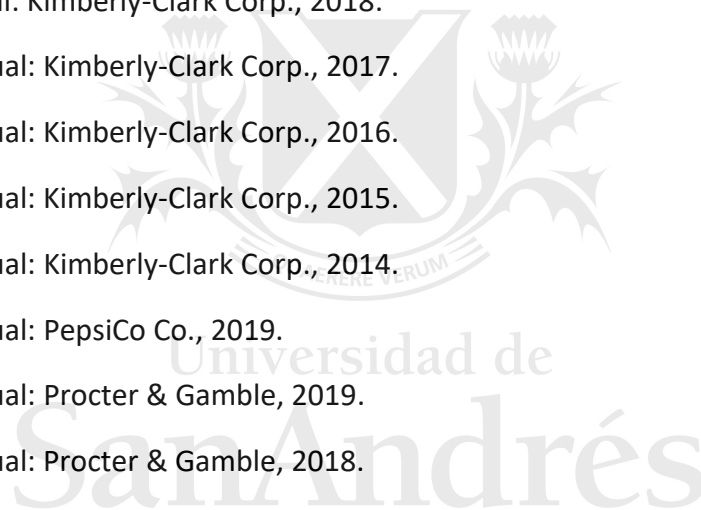 al: Kimberly-Clark Corp., 2018.
ual: Kimberly-Clark Corp., 2017.
ual: Kimberly-Clark Corp., 2016.
ual: Kimberly-Clark Corp., 2015.
ual: Kimberly-Clark Corp., 2014.
ual: PepsiCo Co., 2019.
Universidad de
ual: Procter & Gamble, 2019.
SanAndrés
ual: Procter & Gamble, 2018.